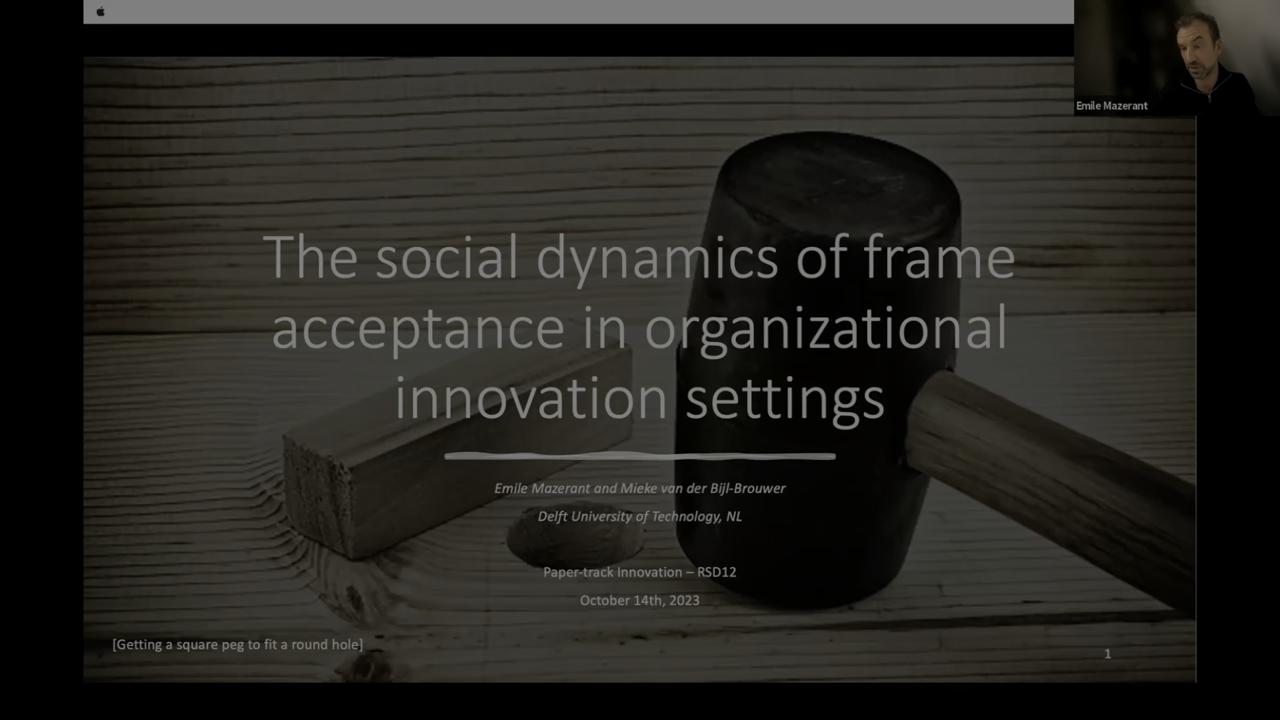 Emile Mazerant
The social dynamics of frame
acceptance in organizational
innovation settings
Emile Mazerant and Mieke van der Bijl-Brouwer
Delft University of Technology, NL
Paper-track Innovation – RSD12
October 14th, 2023
[Getting a square peg to fit a round hole]
1